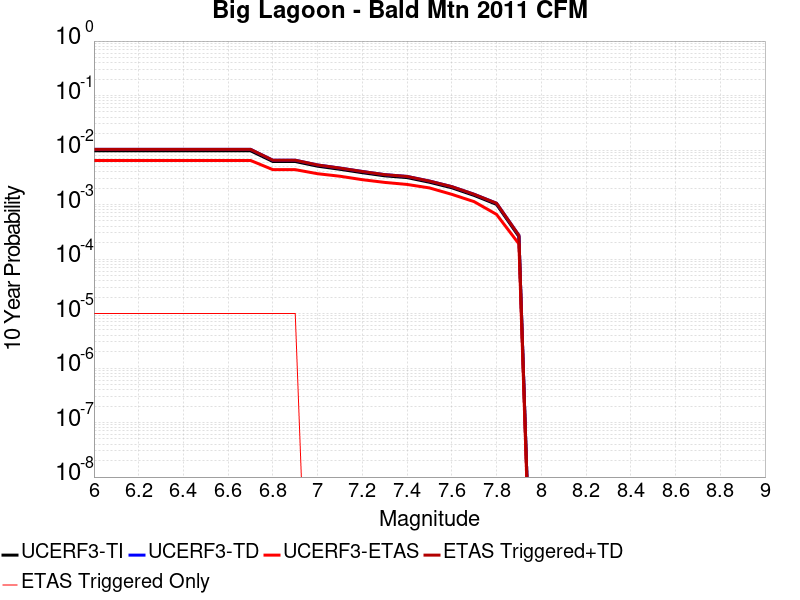 Big Lagoon - Bald Mtn 2011 CFM
10 0
10 -1
10 -2
10 -3
10 -4
10 -5
10 -6
10 -7
10 -8
10 Year Probability
6 6.2 6.4 6.6 6.8 7 7.2 7.4 7.6 7.8 8 8.2 8.4 8.6 8.8 9
Magnitude
UCERF3-TI UCERF3-TD UCERF3-ETAS ETAS Triggered+TD
ETAS Triggered Only